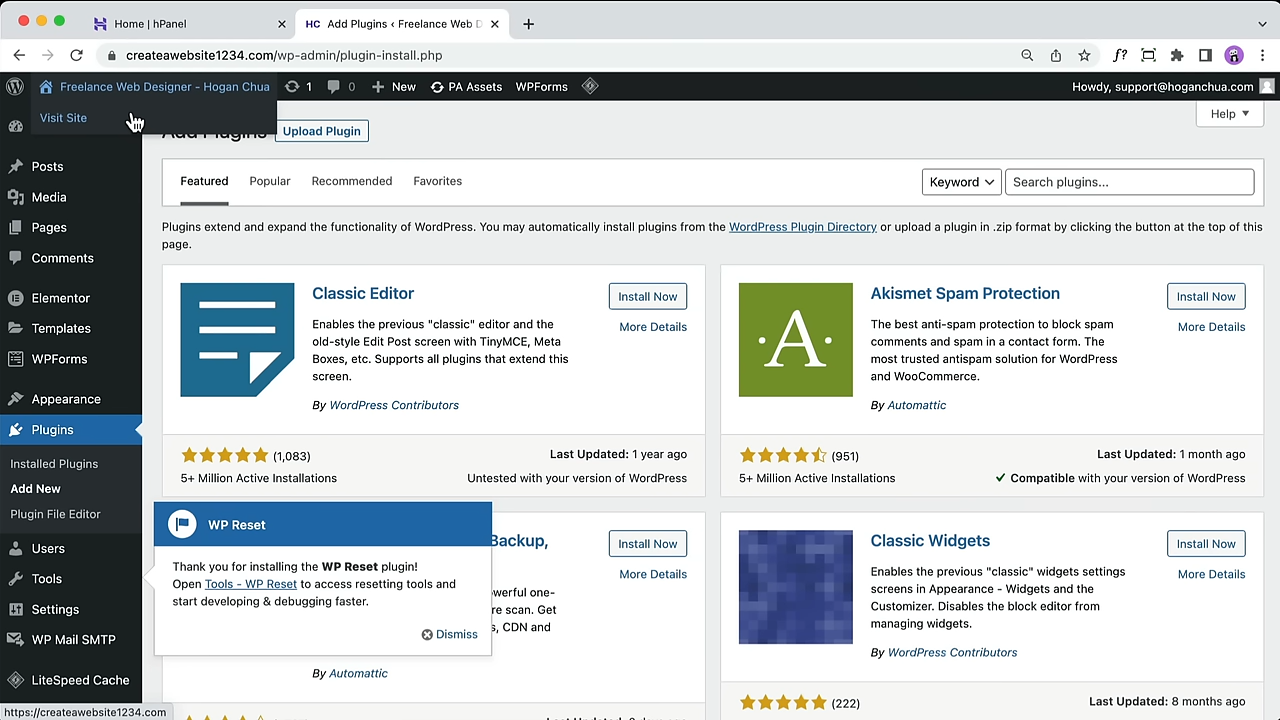 Home | hPanel
HC Add Plugins ‹ Freelance Web D
createawebsite1234.com/wp-admin/plugin-install.php
Freelance Web Designer - Hogan Chua
1
0
New
PA Assets
WPForms
Howdy, support@hoganchua.com
Visit Site
Add Plugins
Upload Plugin
Help
Posts
Media
Pages
Comments
Elementor
Templates
WPForms
Appearance
Plugins
Installed Plugins
Add New
Plugin File Editor
Users
Tools
Settings
WP Mail SMTP
LiteSpeed Cache
https://createawebsite1234.com
Featured
Popular
Recommended
Favorites
Keyword
Search plugins...
Plugins extend and expand the functionality of WordPress. You may automatically install plugins from the WordPress Plugin Directory or upload a plugin in .zip format by clicking the button at the top of this
page.
Classic Editor
Install Now
More Details
Enables the previous "classic" editor and the
old-style Edit Post screen with TinyMCE, Meta
Boxes, etc. Supports all plugins that extend this
screen.
By WordPress Contributors
(1,083)
Last Updated: 1 year ago
5+ Million Active Installations
Untested with your version of WordPress
A
Akismet Spam Protection
Install Now
More Details
The best anti-spam protection to block spam
comments and spam in a contact form. The
most trusted antispam solution for WordPress
and WooCommerce.
By Automattic
(951)
Last Updated: 1 month ago
5+ Million Active Installations
Compatible with your version of WordPress
WP Reset
Thank you for installing the WP Reset plugin!
Open Tools - WP Reset to access resetting tools and
start developing & debugging faster.
Dismiss
Backup,
Install Now
More Details
werful one-
re scan. Get
s, CDN and
By Automattic
Classic Widgets
Install Now
More Details
Enables the previous "classic" widgets settings
screens in Appearance - Widgets and the
Customizer. Disables the block editor from
managing widgets.
By WordPress Contributors
(222)
Last Updated: 8 months ago